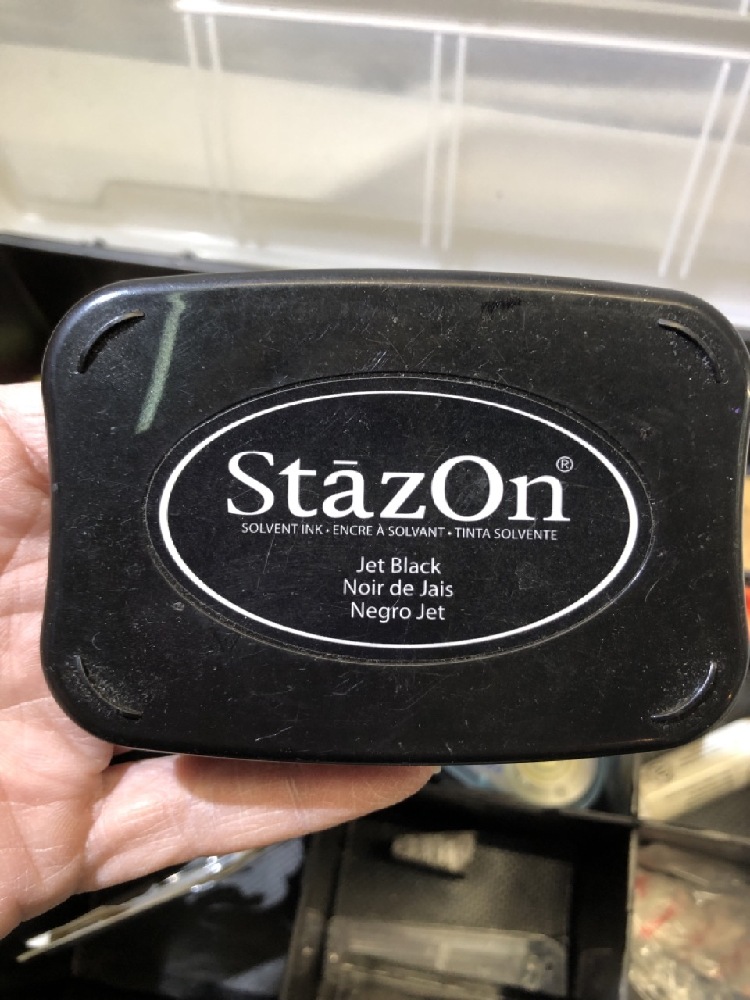 StāzOn®
SOLVENT INK • ENCRE À SOLVANT • TINTA SOLVENTE
Jet Black
Noir de Jais
Negro Jet